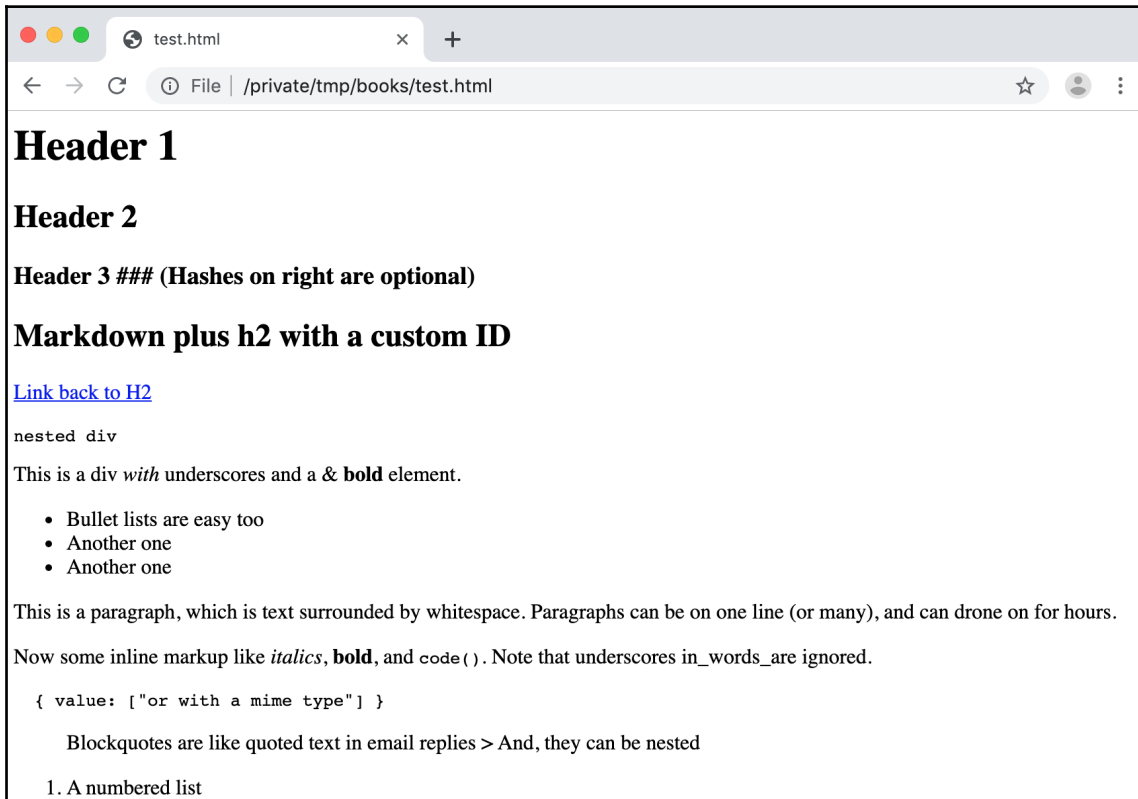 test.html
File /private/tmp/books/test.html
Header 1
Header 2
Header 3 ### (Hashes on right are optional)
Markdown plus h2 with a custom ID
Link back to H2
nested div
This is a div with underscores and a & bold element.
• Bullet lists are easy too
• Another one
• Another one
This is a paragraph, which is text surrounded by whitespace. Paragraphs can be on one line (or many), and can drone on for hours.
Now some inline markup like italics, bold, and code(). Note that underscores in_words_are ignored.
{ value: ["or with a mime type"] }
Blockquotes are like quoted text in email replies > And, they can be nested
1. A numbered list